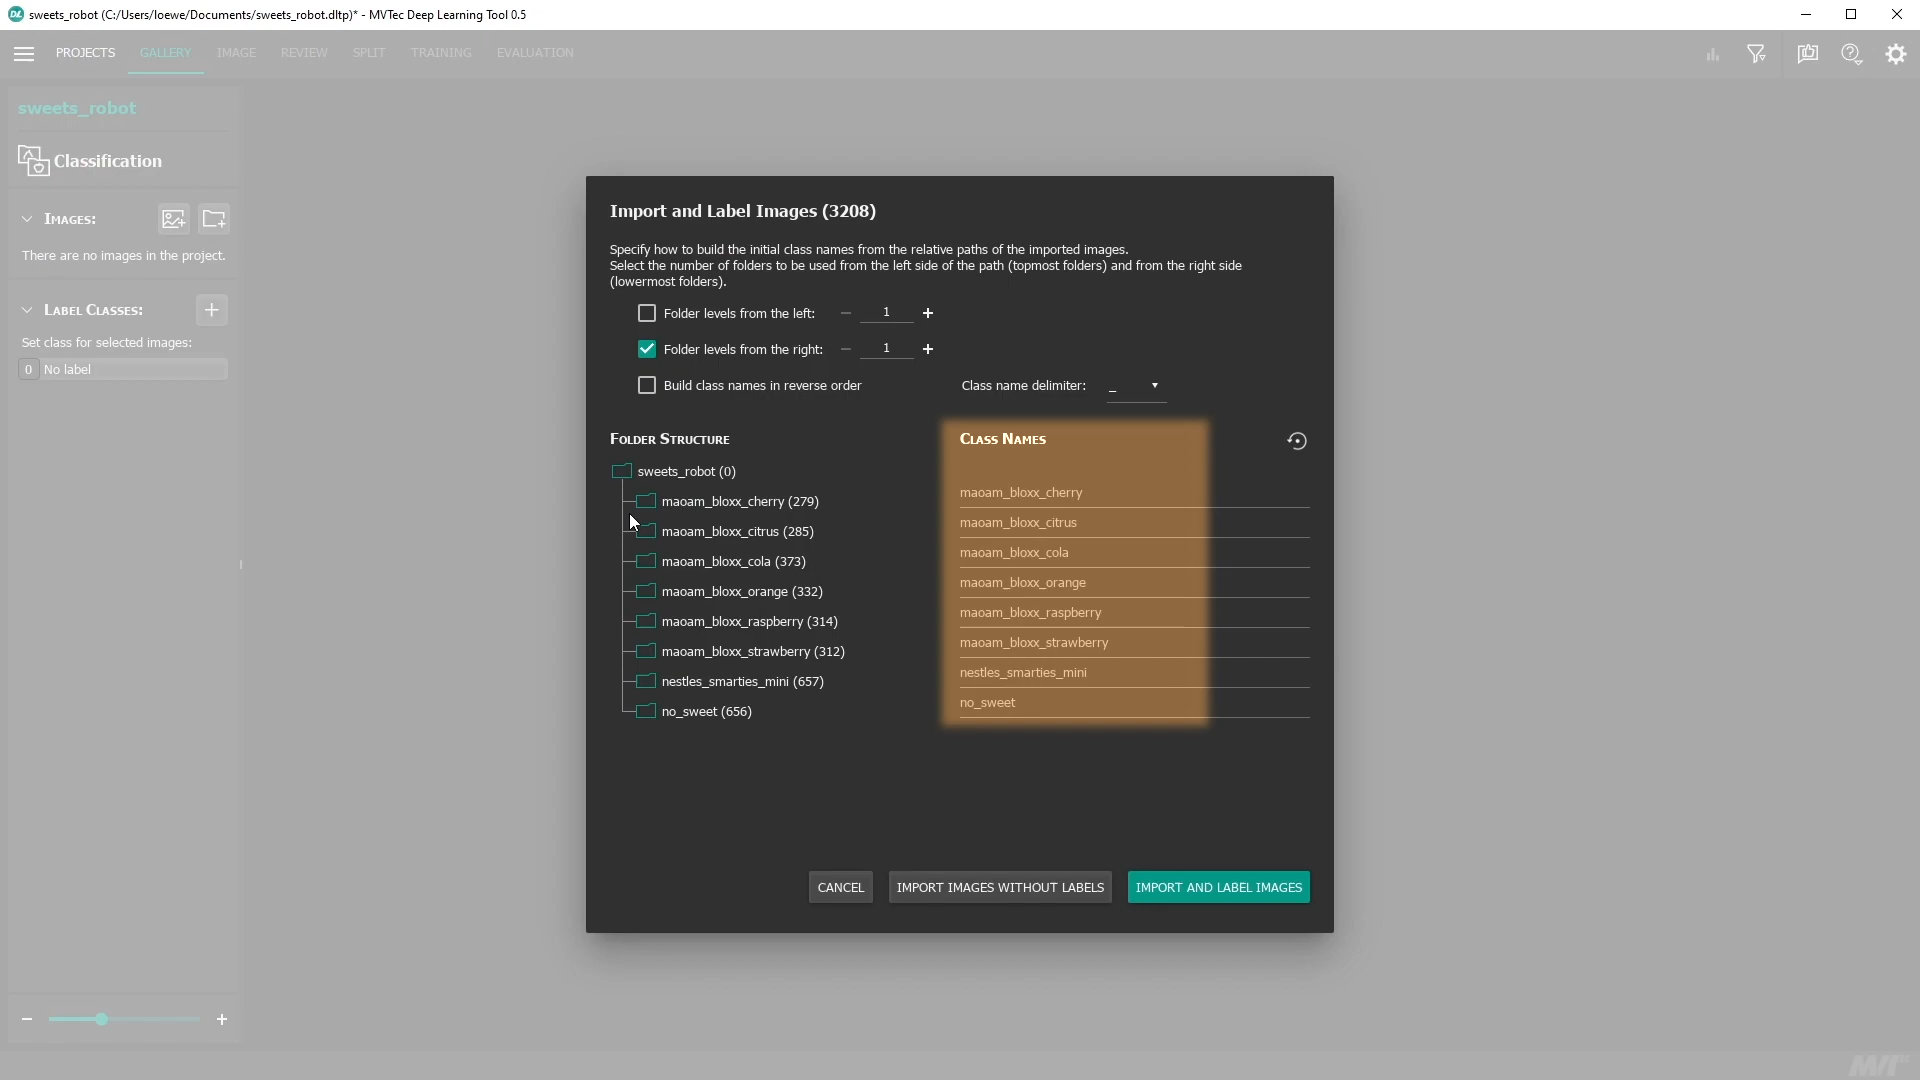 sweets_robot (C:/Users/loewe/Documents/sweets_robot.dltp)* - MVTec Deep Learning Tool 0.5
PROJECTS GALLERY IMAGE REVIEW SPLIT TRAINING EVALUATION
sweets_robot
Classification
IMAGES:
There are no images in the project.
LABEL CLASSES:
Set class for selected images:
0 No label
Import and Label Images (3208)
Specify how to build the initial class names from the relative paths of the imported images.
Select the number of folders to be used from the left side of the path (topmost folders) and from the right side
(lowermost folders).
Folder levels from the left: − 1 +
Folder levels from the right: − 1 +
Build class names in reverse order Class name delimiter: _
FOLDER STRUCTURE CLASS NAMES
sweets_robot (0)
maoam_bloxx_cherry (279) maoam_bloxx_cherry
maoam_bloxx_citrus (285) maoam_bloxx_citrus
maoam_bloxx_cola (373) maoam_bloxx_cola
maoam_bloxx_orange (332) maoam_bloxx_orange
maoam_bloxx_raspberry (314) maoam_bloxx_raspberry
maoam_bloxx_strawberry (312) maoam_bloxx_strawberry
nestles_smarties_mini (657) nestles_smarties_mini
no_sweet (656) no_sweet
CANCEL IMPORT IMAGES WITHOUT LABELS IMPORT AND LABEL IMAGES